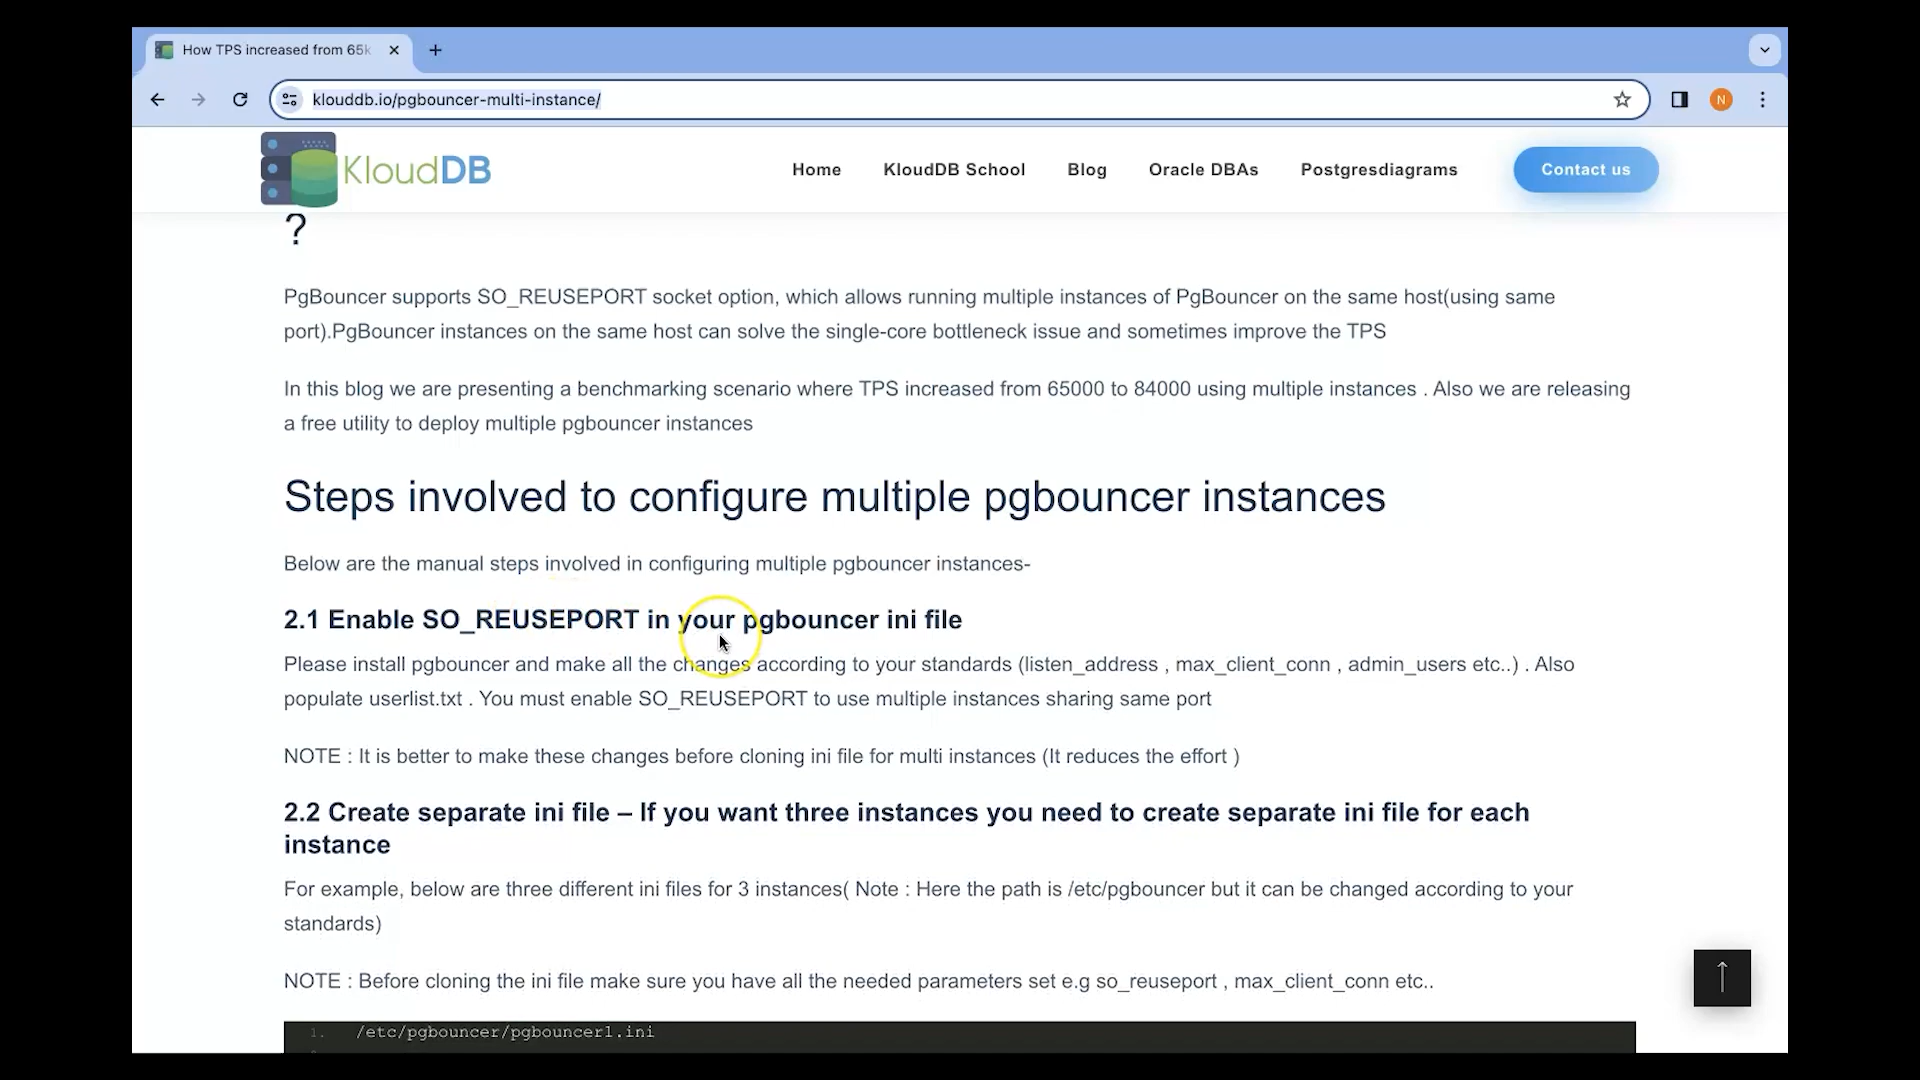 How TPS increased from 65k
klouddb.io/pgbouncer-multi-instance/
N
KloudDB
Home
KloudDB School
Blog
Oracle DBAs
Postgresdiagrams
Contact us
?
PgBouncer supports SO_REUSEPORT socket option, which allows running multiple instances of PgBouncer on the same host(using same
port).PgBouncer instances on the same host can solve the single-core bottleneck issue and sometimes improve the TPS
In this blog we are presenting a benchmarking scenario where TPS increased from 65000 to 84000 using multiple instances . Also we are releasing
a free utility to deploy multiple pgbouncer instances
Steps involved to configure multiple pgbouncer instances
Below are the manual steps involved in configuring multiple pgbouncer instances-
2.1 Enable SO_REUSEPORT in your pgbouncer ini file
Please install pgbouncer and make all the changes according to your standards (listen_address , max_client_conn , admin_users etc..) . Also
populate userlist.txt . You must enable SO_REUSEPORT to use multiple instances sharing same port
NOTE : It is better to make these changes before cloning ini file for multi instances (It reduces the effort )
2.2 Create separate ini file – If you want three instances you need to create separate ini file for each
instance
For example, below are three different ini files for 3 instances( Note : Here the path is /etc/pgbouncer but it can be changed according to your
standards)
NOTE : Before cloning the ini file make sure you have all the needed parameters set e.g so_reuseport , max_client_conn etc..
1. /etc/pgbouncer/pgbouncer1.ini